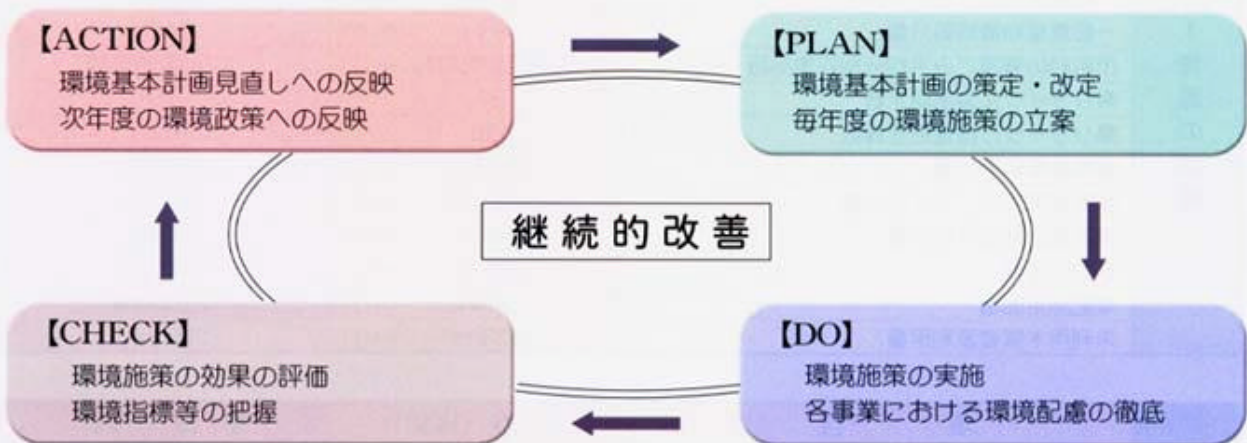 【ACTION】
環境基本計画見直しへの反映
次年度の環境政策への反映
【PLAN】
環境基本計画の策定・改定
毎年度の環境施策の立案
継続的改善
【CHECK】
環境施策の効果の評価
環境指標等の把握
【DO】
環境施策の実施
各事業における環境配慮の徹底